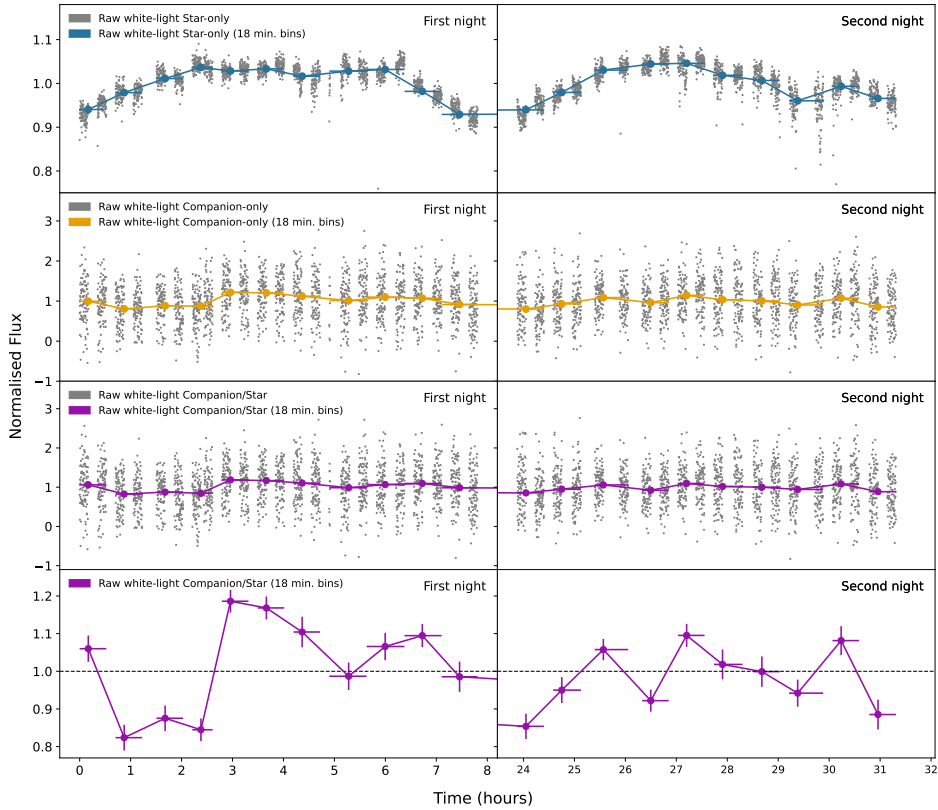 Raw white-light Star-only
Raw white-light Star-only (18 min. bins)
First night
Second night
1.1
1.0
0.9
0.8
Raw white-light Companion-only
Raw white-light Companion-only (18 min. bins)
First night
Second night
3
2
1
0
−1
Raw white-light Companion/Star
Raw white-light Companion/Star (18 min. bins)
First night
Second night
3
2
1
0
−1
Raw white-light Companion/Star (18 min. bins)
First night
Second night
1.2
1.1
1.0
0.9
0.8
Normalised Flux
0 1 2 3 4 5 6 7 8
24 25 26 27 28 29 30 31 32
Time (hours)